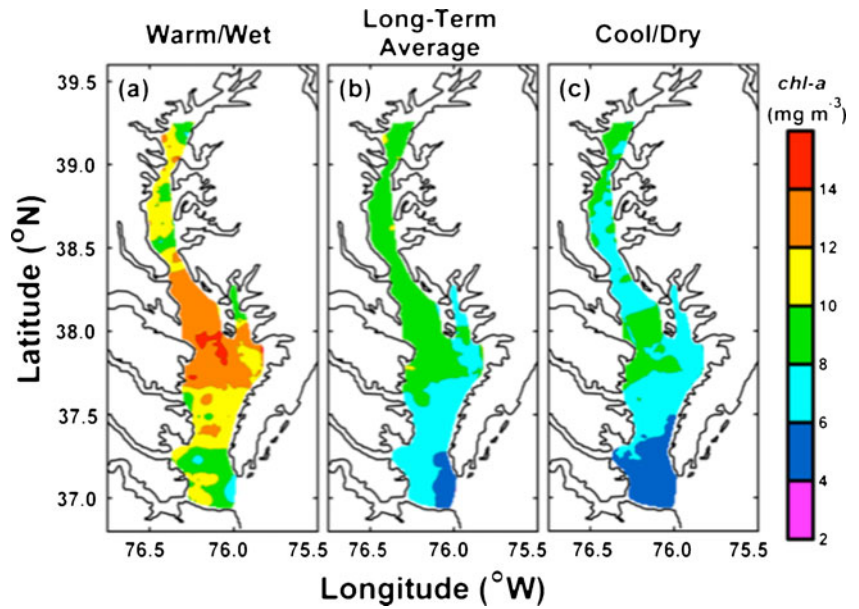 Warm/Wet
Long-Term
Average
Cool/Dry
(a)
(b)
(c)
chl-a
(mg m⁻³)
39.5
39.0
38.5
38.0
37.5
37.0
Latitude (°N)
14
12
10
8
6
4
2
76.5 76.0 75.5
76.5 76.0 75.5
76.5 76.0 75.5
Longitude (°W)